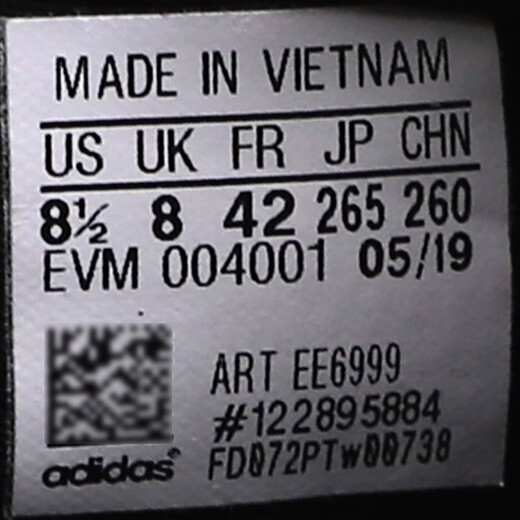 MADE IN VIETNAM
US UK FR JP CHN
8½ 8 42 265 260
EVM 004001 05/19
ART EE6999
#122895884
adidas FD072PTw00738